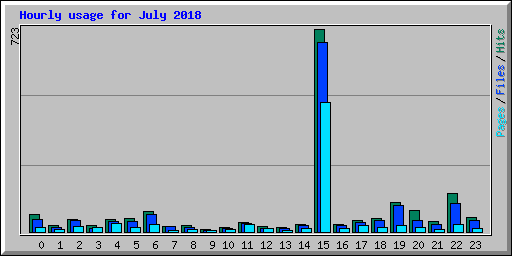 Hourly usage for July 2018
723
Pages/Files/Hits
0 1 2 3 4 5 6 7 8 9 10 11 12 13 14 15 16 17 18 19 20 21 22 23